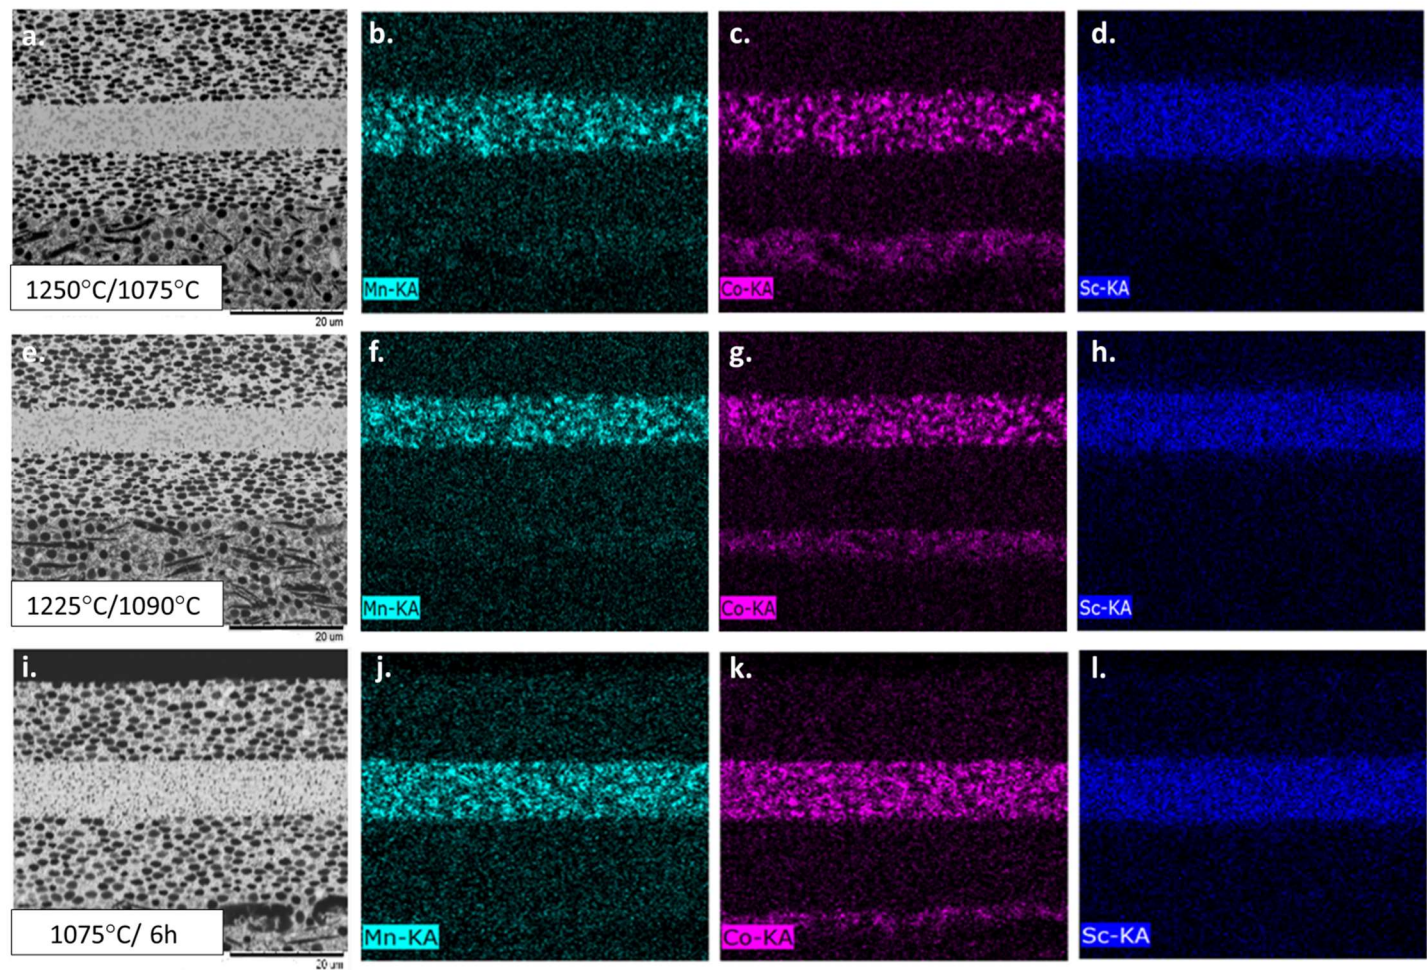 a.
b.
c.
d.
1250°C/1075°C
20 um
Mn-KA
Co-KA
Sc-KA
e.
f.
g.
h.
1225°C/1090°C
20 um
Mn-KA
Co-KA
Sc-KA
i.
j.
k.
l.
1075°C/ 6h
20 um
Mn-KA
Co-KA
Sc-KA